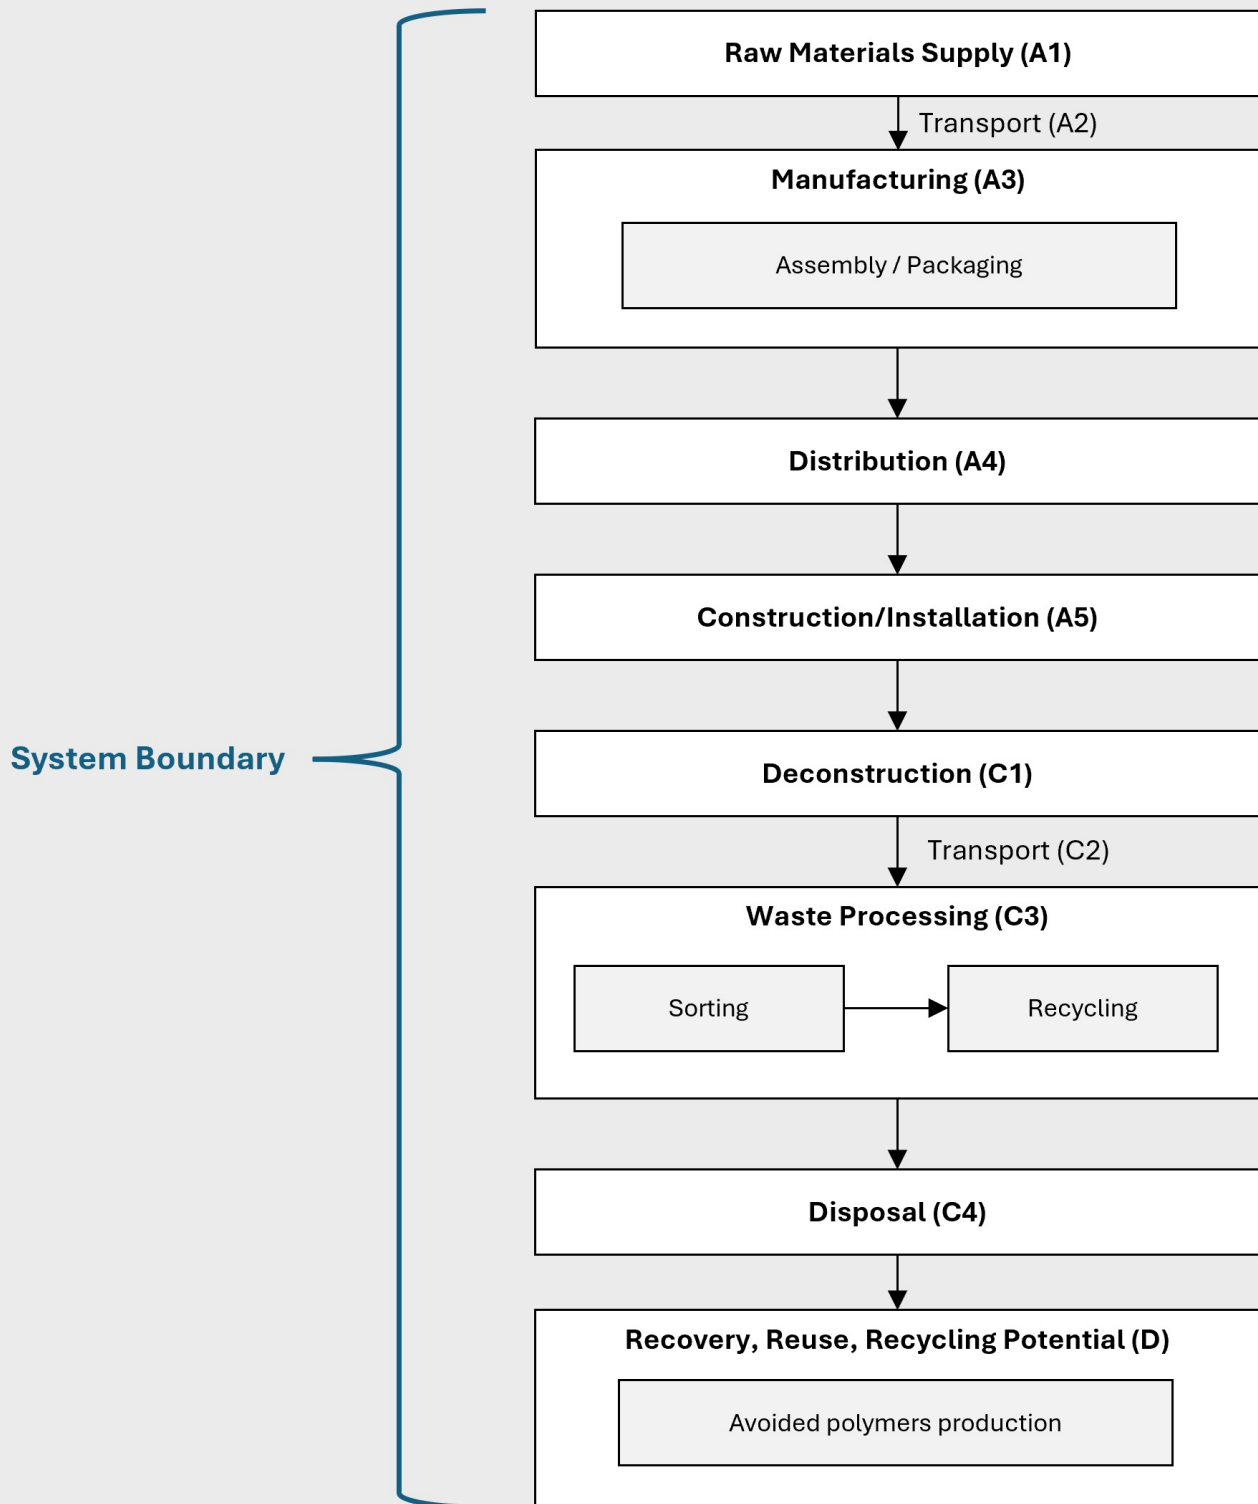 Raw Materials Supply (A1)
Transport (A2)
Manufacturing (A3)
Assembly / Packaging
Distribution (A4)
Construction/Installation (A5)
System Boundary
Deconstruction (C1)
Transport (C2)
Waste Processing (C3)
Sorting
Recycling
Disposal (C4)
Recovery, Reuse, Recycling Potential (D)
Avoided polymers production